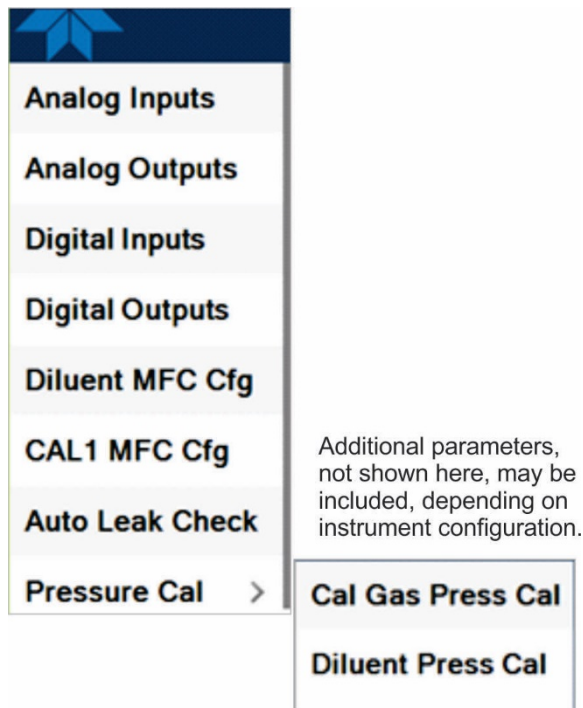 Analog Inputs
Analog Outputs
Digital Inputs
Digital Outputs
Diluent MFC Cfg
CAL1 MFC Cfg
Auto Leak Check
Pressure Cal >
Additional parameters,
not shown here, may be
included, depending on
instrument configuration.
Cal Gas Press Cal
Diluent Press Cal